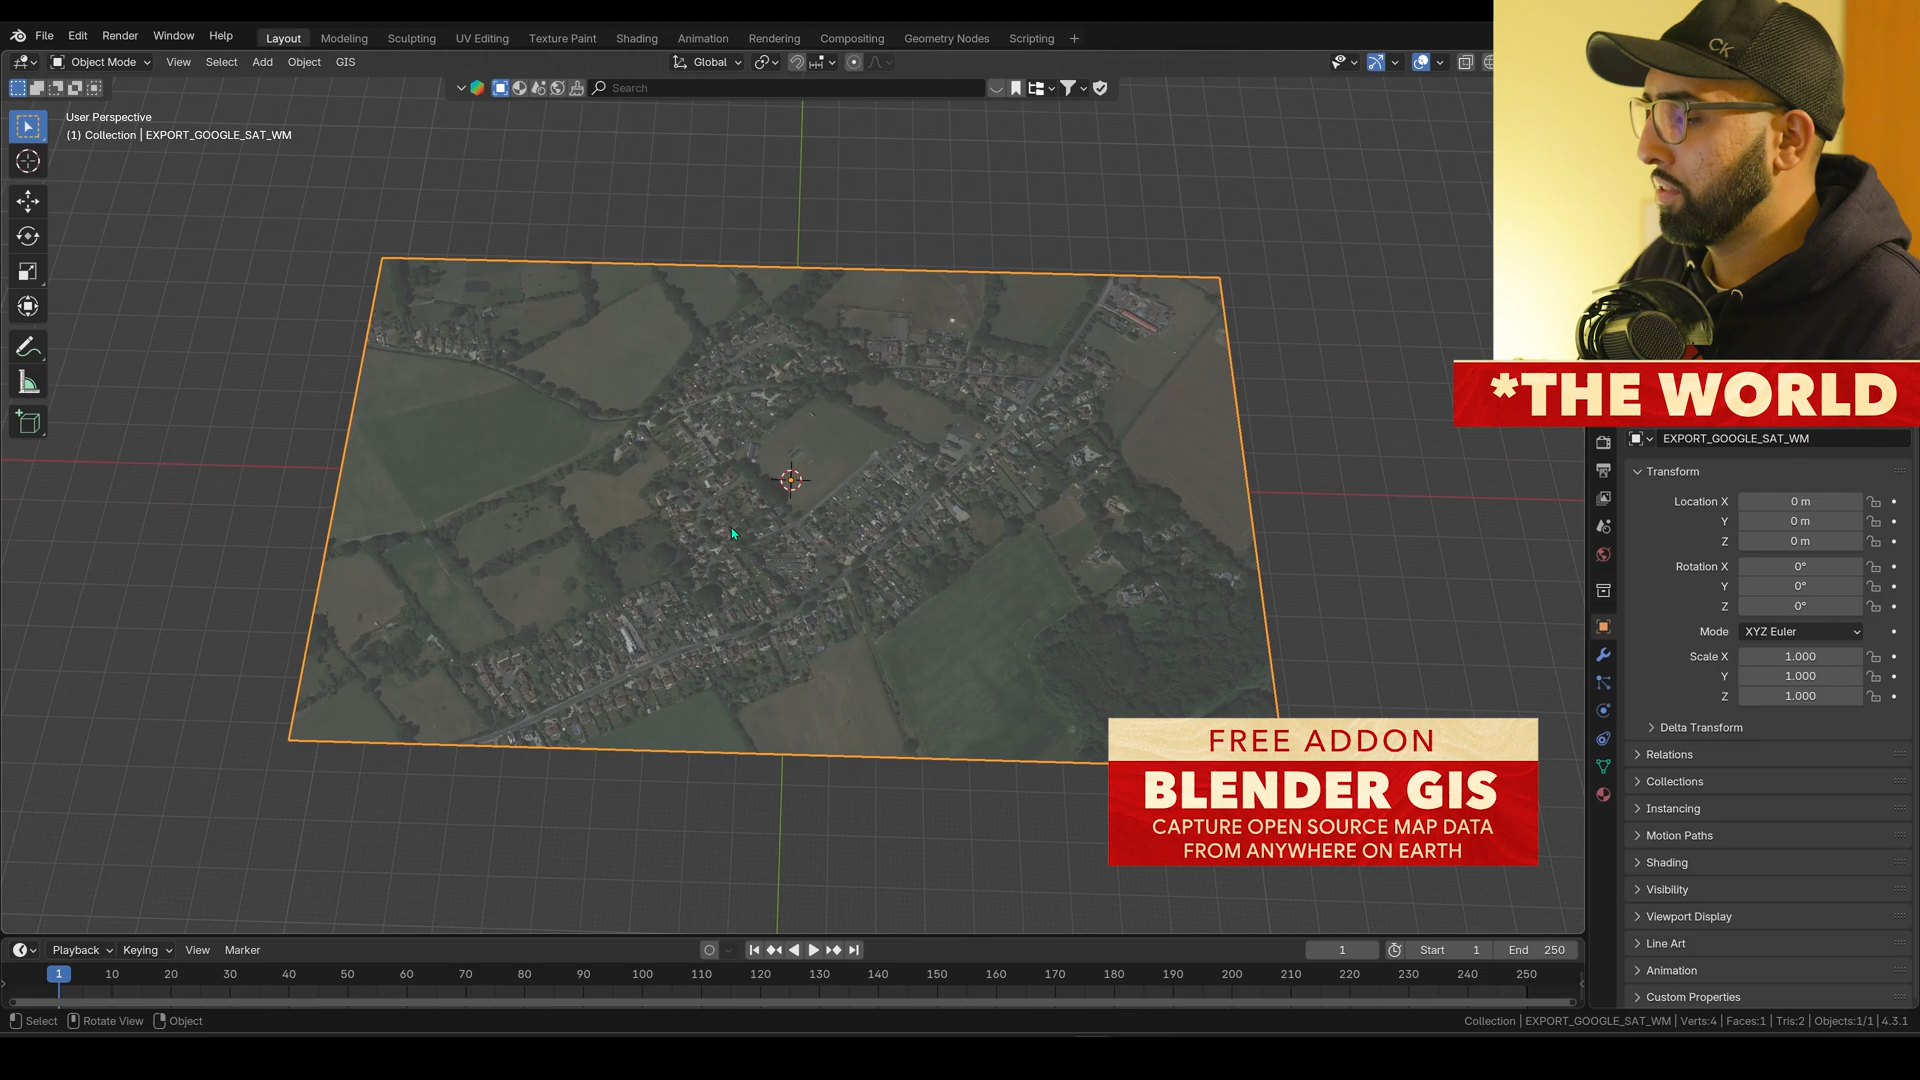 File Edit Render Window Help Layout Modeling Sculpting UV Editing Texture Paint Shading Animation Rendering Compositing Geometry Nodes Scripting +
Object Mode View Select Add Object GIS Global
Search
User Perspective
(1) Collection | EXPORT_GOOGLE_SAT_WM
CK
*THE WORLD
EXPORT_GOOGLE_SAT_WM
Transform
Location X 0 m
Y 0 m
Z 0 m
Rotation X 0°
Y 0°
Z 0°
Mode XYZ Euler
Scale X 1.000
Y 1.000
Z 1.000
Delta Transform
Relations
Collections
Instancing
Motion Paths
Shading
Visibility
Viewport Display
Line Art
Animation
Custom Properties
FREE ADDON
BLENDER GIS
CAPTURE OPEN SOURCE MAP DATA
FROM ANYWHERE ON EARTH
Playback Keying View Marker 1 Start 1 End 250
1 10 20 30 40 50 60 70 80 90 100 110 120 130 140 150 160 170 180 190 200 210 220 230 240 250
Select Rotate View Object Collection | EXPORT_GOOGLE_SAT_WM | Verts:4 | Faces:1 | Tris:2 | Objects:1/1 | 4.3.1